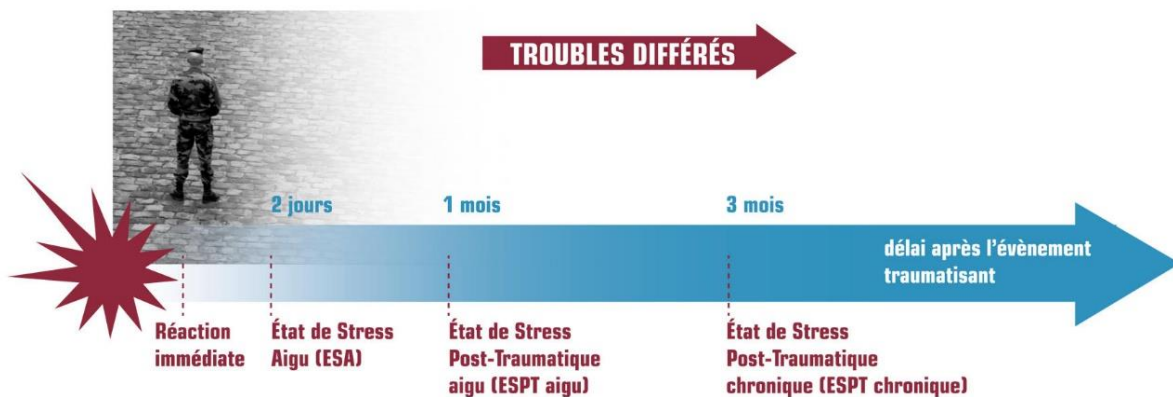 TROUBLES DIFFÉRÉS
2 jours
1 mois
3 mois
délai après l'évènement
traumatisant
Réaction
immédiate
État de Stress
Aigu (ESA)
État de Stress
Post-Traumatique
aigu (ESPT aigu)
État de Stress
Post-Traumatique
chronique (ESPT chronique)